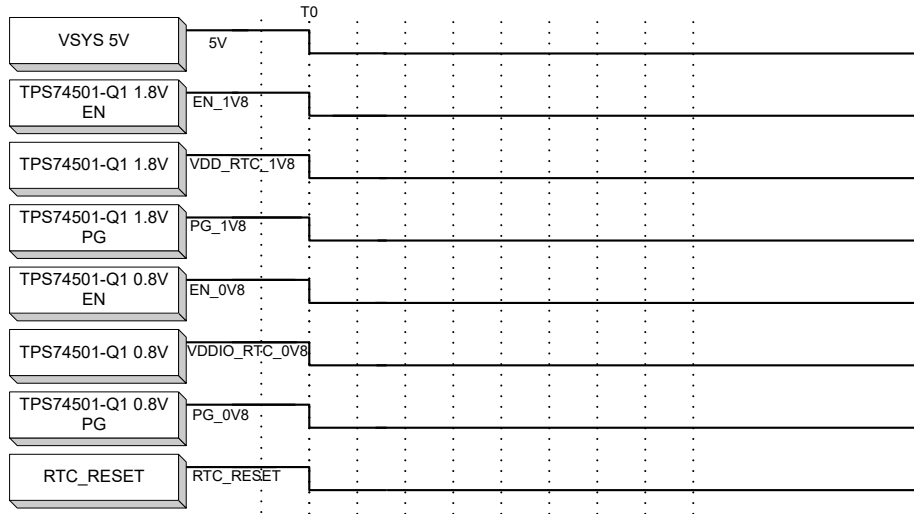 T0
VSYS 5V
5V
TPS74501-Q1 1.8V
EN
EN_1V8
TPS74501-Q1 1.8V
VDD_RTC_1V8
TPS74501-Q1 1.8V
PG
PG_1V8
TPS74501-Q1 0.8V
EN
EN_0V8
TPS74501-Q1 0.8V
VDDIO_RTC_0V8
TPS74501-Q1 0.8V
PG
PG_0V8
RTC_RESET
RTC_RESET